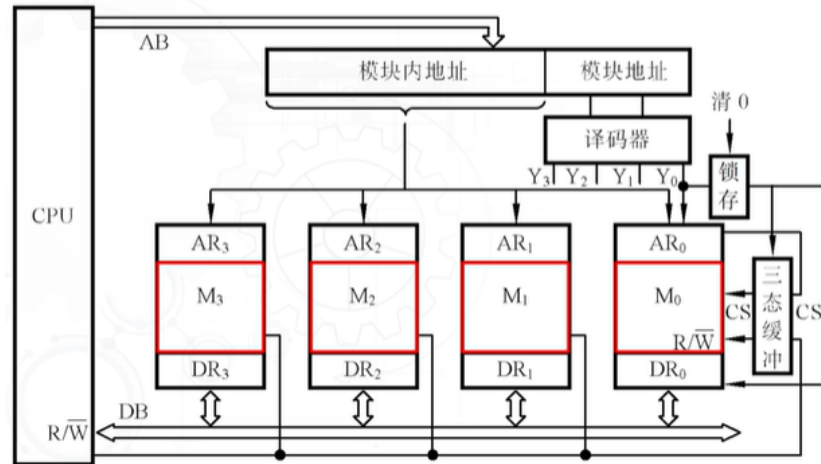 AB
模块内地址 模块地址
清 0
译码器
Y₃ Y₂ Y₁ Y₀
锁存
CPU
AR₃ AR₂ AR₁ AR₀
M₃ M₂ M₁ M₀
CS 三态缓冲 CS
R/W̅
DR₃ DR₂ DR₁ DR₀
DB
R/W̅